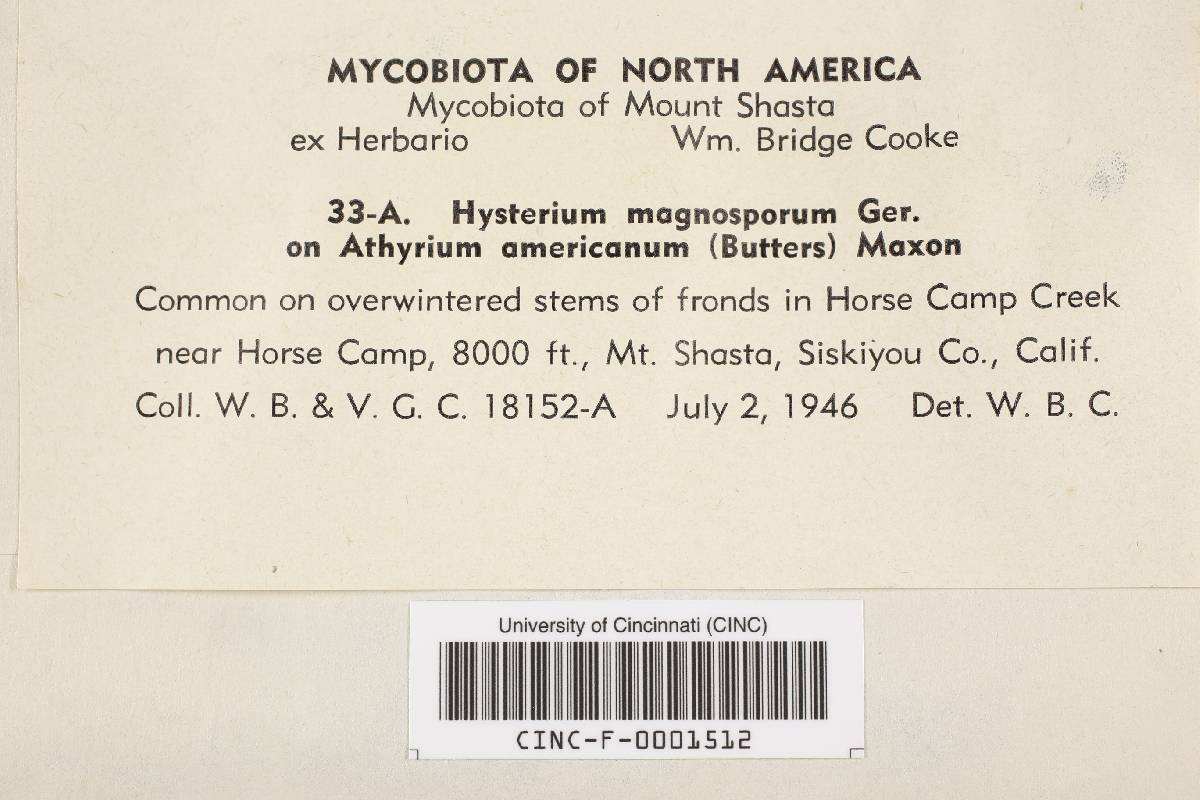 MYCOBIOTA OF NORTH AMERICA
Mycobiota of Mount Shasta
ex Herbario Wm. Bridge Cooke
33-A. Hysterium magnosporum Ger.
on Athyrium americanum (Butters) Maxon
Common on overwintered stems of fronds in Horse Camp Creek
near Horse Camp, 8000 ft., Mt. Shasta, Siskiyou Co., Calif.
Coll. W. B. & V. G. C. 18152-A July 2, 1946 Det. W. B. C.
University of Cincinnati (CINC)
CINC-F-0001512